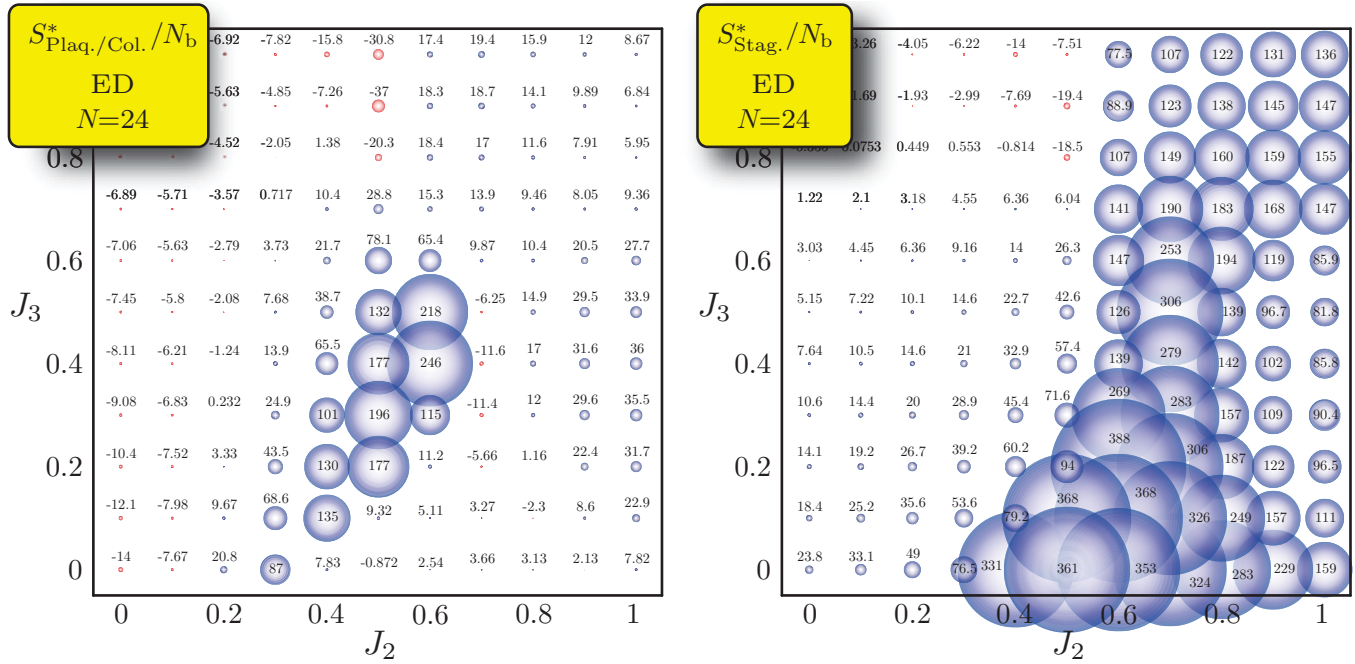 S*Plaq./Col./Nb
ED
N=24
-6.92 -7.82 -15.8 -30.8 17.4 19.4 15.9 12 8.67
-5.63 -4.85 -7.26 -37 18.3 18.7 14.1 9.89 6.84
0.8 -4.52 -2.05 1.38 -20.3 18.4 17 11.6 7.91 5.95
-6.89 -5.71 -3.57 0.717 10.4 28.8 15.3 13.9 9.46 8.05 9.36
0.6 -7.06 -5.63 -2.79 3.73 21.7 78.1 65.4 9.87 10.4 20.5 27.7
J3 -7.45 -5.8 -2.08 7.68 38.7 132 218 -6.25 14.9 29.5 33.9
0.4 -8.11 -6.21 -1.24 13.9 65.5 177 246 -11.6 17 31.6 36
-9.08 -6.83 0.232 24.9 101 196 115 -11.4 12 29.6 35.5
0.2 -10.4 -7.52 3.33 43.5 130 177 11.2 -5.66 1.16 22.4 31.7
-12.1 -7.98 9.67 68.6 135 9.32 5.11 3.27 -2.3 8.6 22.9
0 -14 -7.67 20.8 87 7.83 -0.872 2.54 3.66 3.13 2.13 7.82
0 0.2 0.4 0.6 0.8 1
J2
S*Stag./Nb
ED
N=24
3.26 -4.05 -6.22 -14 -7.51 77.5 107 122 131 136
1.69 -1.93 -2.99 -7.69 -19.4 88.9 123 138 145 147
0.8 0.0753 0.449 0.553 -0.814 -18.5 107 149 160 159 155
1.22 2.1 3.18 4.55 6.36 6.04 141 190 183 168 147
0.6 3.03 4.45 6.36 9.16 14 26.3 147 253 194 119 85.9
J3 5.15 7.22 10.1 14.6 22.7 42.6 126 306 139 96.7 81.8
0.4 7.64 10.5 14.6 21 32.9 57.4 139 279 142 102 85.8
10.6 14.4 20 28.9 45.4 71.6 269 283 157 109 90.4
0.2 14.1 19.2 26.7 39.2 60.2 94 388 306 187 122 96.5
18.4 25.2 35.6 53.6 79.2 368 368 326 249 157 111
0 23.8 33.1 49 76.5 331 361 353 324 283 229 159
0 0.2 0.4 0.6 0.8 1
J2